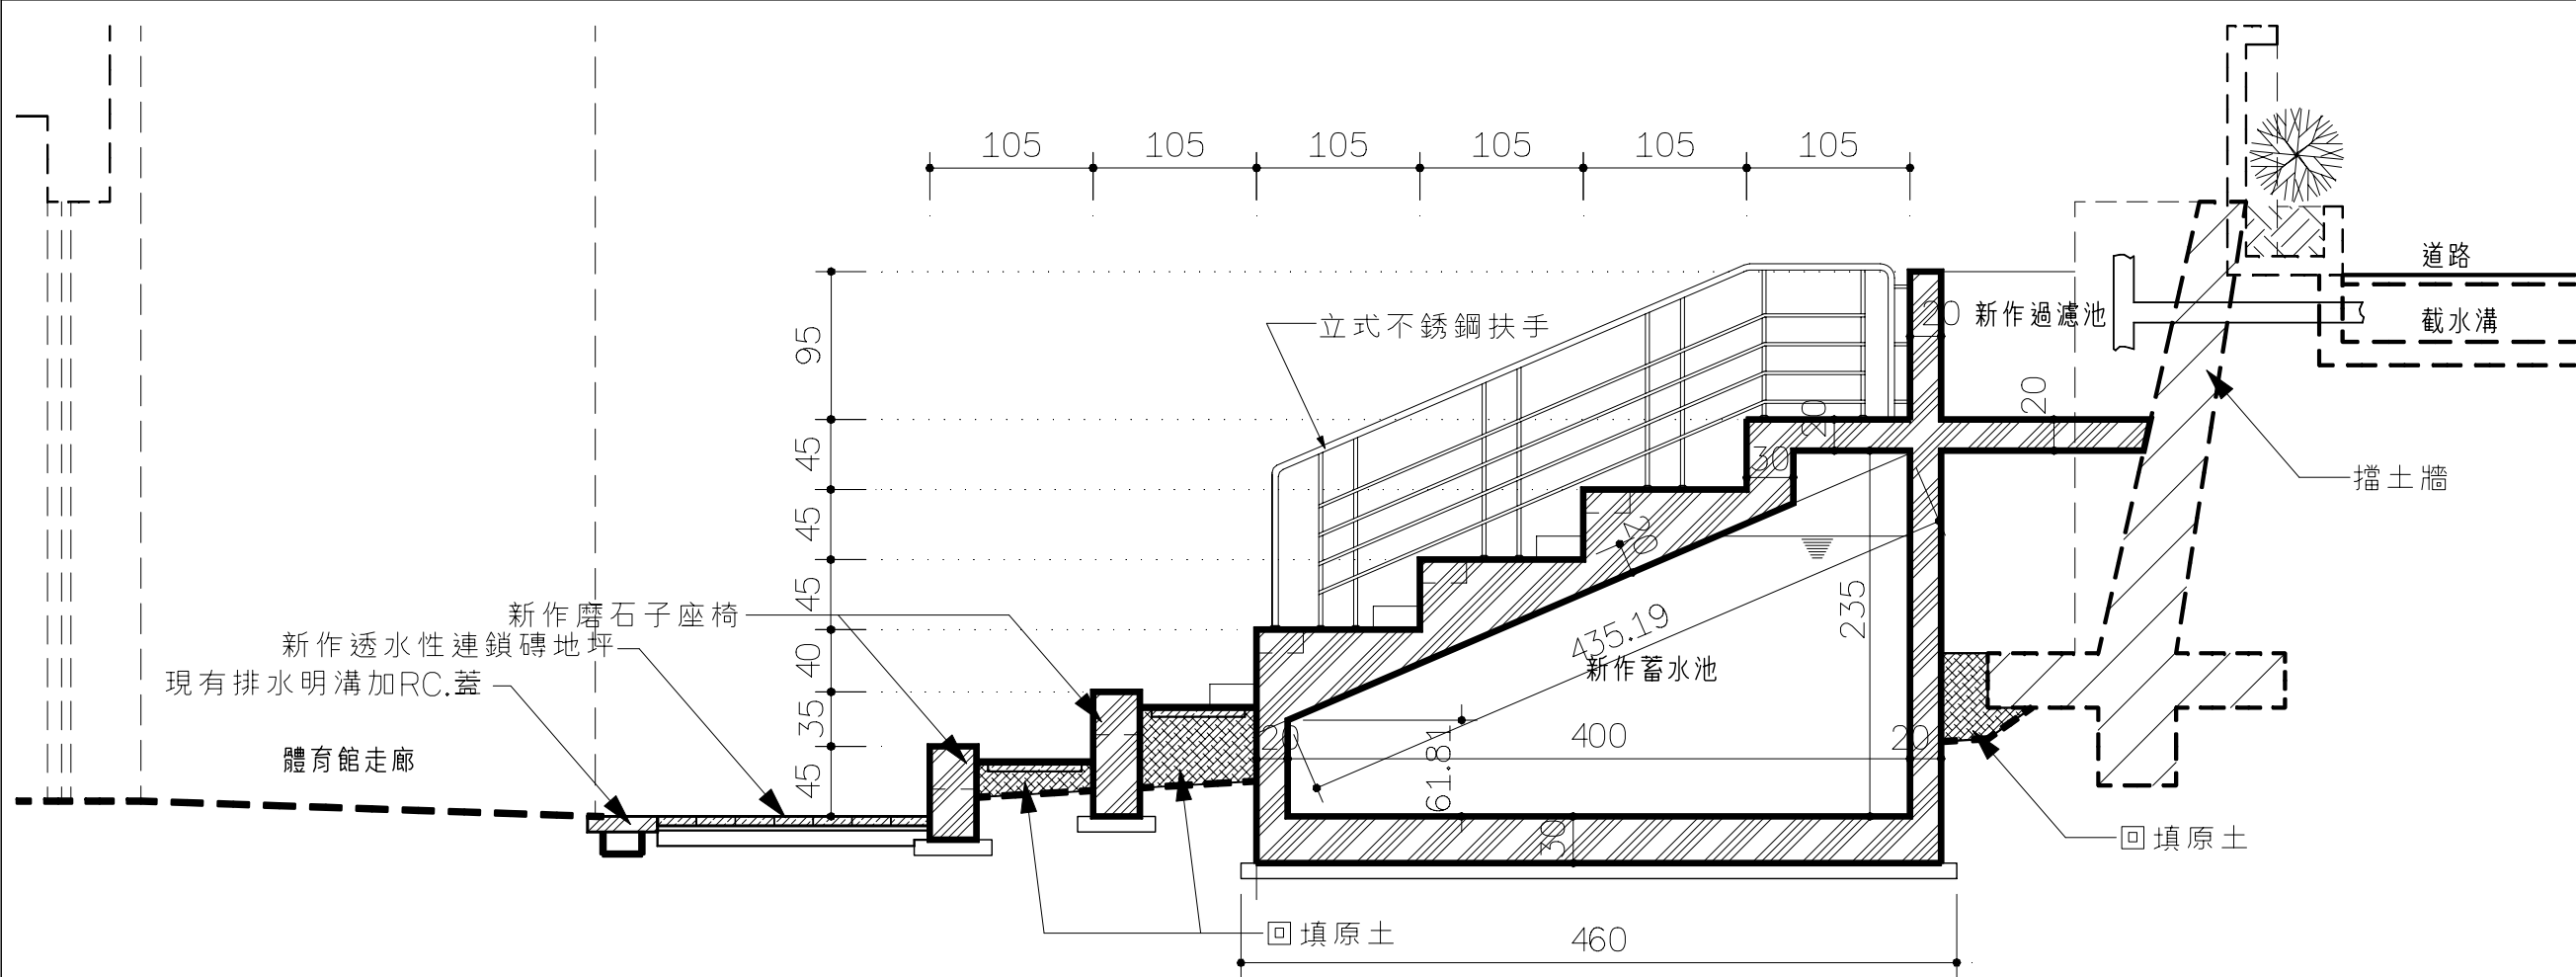 105 105 105 105 105 105
道路
20 新作過濾池
截水溝
立式不銹鋼扶手
95
20
20
45
30
擋土牆
45
20
45
235
435.19
新作磨石子座椅
新作透水性連鎖磚地坪
40
新作蓄水池
現有排水明溝加RC.蓋
35
20
400
20
體育館走廊
45
61.81
30
回填原土
回填原土
460